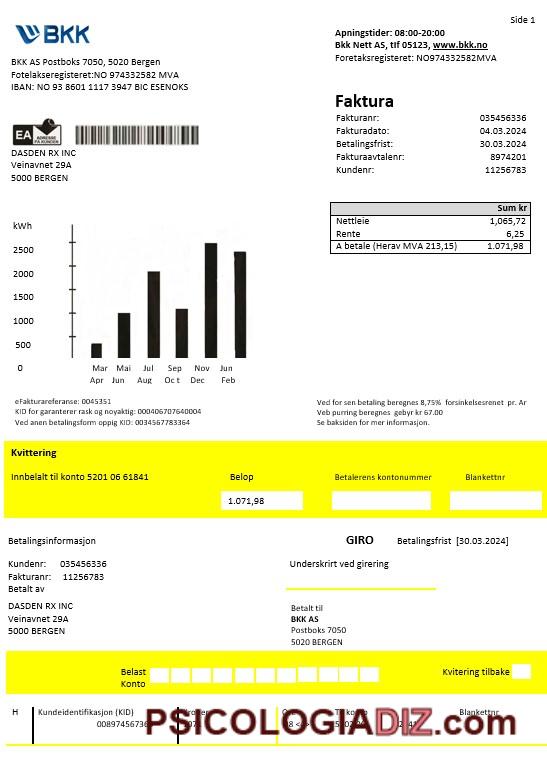 Side 1
BKK
Apningstider: 08:00-20:00
Bkk Nett AS, tlf 05123, www.bkk.no
Foretaksregisteret: NO974332582MVA
BKK AS Postboks 7050, 5020 Bergen
Fotelakseregisteret:NO 974332582 MVA
IBAN: NO 93 8601 1117 3947 BIC ESENOKS
Faktura
Fakturanr: 035456336
Fakturadato: 04.03.2024
Betalingsfrist: 30.03.2024
Fakturaavtalenr: 8974201
Kundenr: 11256783
EA ADRESSE PÅ KUNDEN
DASDEN RX INC
Veinavnet 29A
5000 BERGEN
Sum kr
Nettleie 1,065,72
Rente 6,25
A betale (Herav MVA 213,15) 1.071,98
kWh
2500
2000
1500
1000
500
0
Mar Mai Jul Sep Nov Jun
Apr Jun Aug Oct Dec Feb
eFakturareferanse: 0045351
KID for garanterer rask og noyaktig: 000406707640004
Ved anen betalingsform oppig KID: 0034567783364
Ved for sen betaling beregnes 8,75% forsinkelsesrenet pr. Ar
Veb purring beregnes gebyr kr 67.00
Se baksiden for mer informasjon.
Kvittering
Innbelalt til konto 5201 06 61841 Belop Betalerens kontonummer Blankettnr
1.071,98
Betalingsinformasjon GIRO Betalingsfrist [30.03.2024]
Kundenr: 035456336
Fakturanr: 11256783
Betalt av
Underskrirt ved girering
DASDEN RX INC
Veinavnet 29A
5000 BERGEN
Betalt til
BKK AS
Postboks 7050
5020 BERGEN
Belast Konto
Kvitering tilbake
H Kundeidentifikasjon (KID) Blankettnr
PSICOLOGIADIZ.com